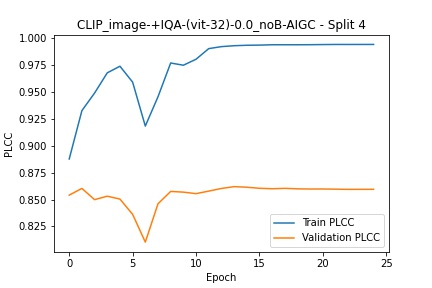 CLIP_image-+IQA-(vit-32)-0.0_noB-AIGC - Split 4
PLCC
1.000
0.975
0.950
0.925
0.900
0.875
0.850
0.825
0
5
10
15
20
25
Epoch
Train PLCC
Validation PLCC